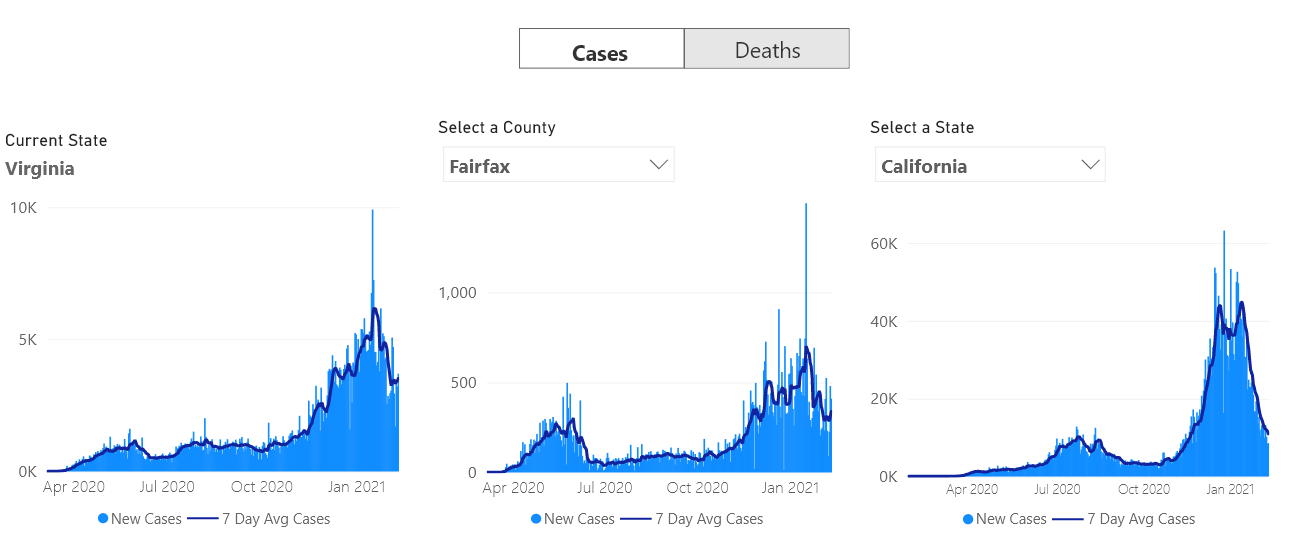 Cases Deaths
Current State
Virginia
10K
5K
0K
Apr 2020 Jul 2020 Oct 2020 Jan 2021
New Cases 7 Day Avg Cases
Select a County
Fairfax
1,000
500
0
Apr 2020 Jul 2020 Oct 2020 Jan 2021
New Cases 7 Day Avg Cases
Select a State
California
60K
40K
20K
0K
Apr 2020 Jul 2020 Oct 2020 Jan 2021
New Cases 7 Day Avg Cases